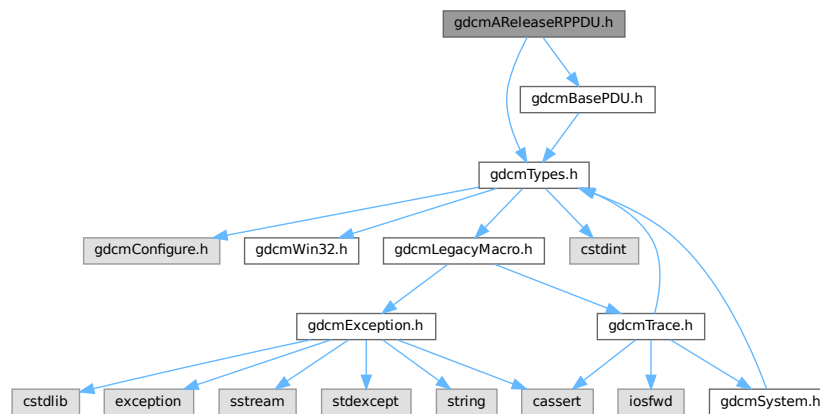 gdcmAReleaseRPPDU.h
gdcmBasePDU.h
gdcmTypes.h
gdcmConfigure.h
gdcmWin32.h
gdcmLegacyMacro.h
cstdint
gdcmException.h
gdcmTrace.h
cstdlib
exception
sstream
stdexcept
string
cassert
iosfwd
gdcmSystem.h